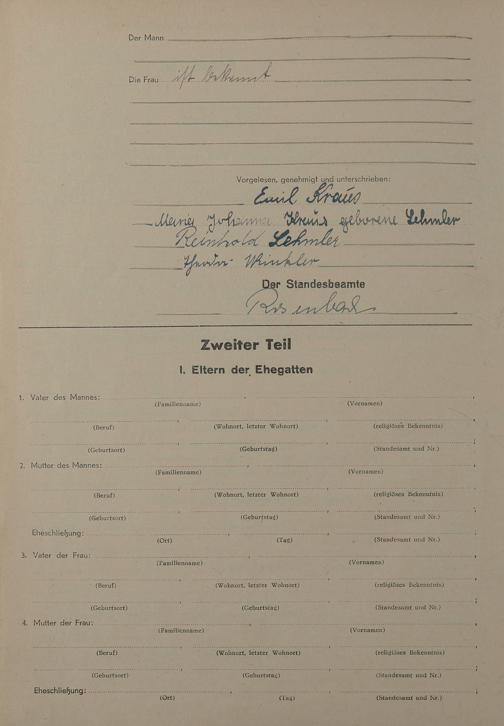 Der Mann
Die Frau ist bekannt
Vorgelesen, genehmigt und unterschrieben:
Emil Kraus
Maria Johanna Kraus geborene Lehmler
Reinhold Lehmler
Theodor Winkler
Der Standesbeamte
Rosenbach
Zweiter Teil
I. Eltern der Ehegatten
1. Vater des Mannes:
(Familienname) (Vornamen)
(Beruf) (Wohnort, letzter Wohnort) (religiöses Bekenntnis)
(Geburtsort) (Geburtstag) (Standesamt und Nr.)
2. Mutter des Mannes:
(Familienname) (Vornamen)
(Beruf) (Wohnort, letzter Wohnort) (religiöses Bekenntnis)
(Geburtsort) (Geburtstag) (Standesamt und Nr.)
Eheschließung:
(Ort) (Tag) (Standesamt und Nr.)
3. Vater der Frau:
(Familienname) (Vornamen)
(Beruf) (Wohnort, letzter Wohnort) (religiöses Bekenntnis)
(Geburtsort) (Geburtstag) (Standesamt und Nr.)
4. Mutter der Frau:
(Familienname) (Vornamen)
(Beruf) (Wohnort, letzter Wohnort) (religiöses Bekenntnis)
(Geburtsort) (Geburtstag) (Standesamt und Nr.)
Eheschließung:
(Ort) (Tag) (Standesamt und Nr.)